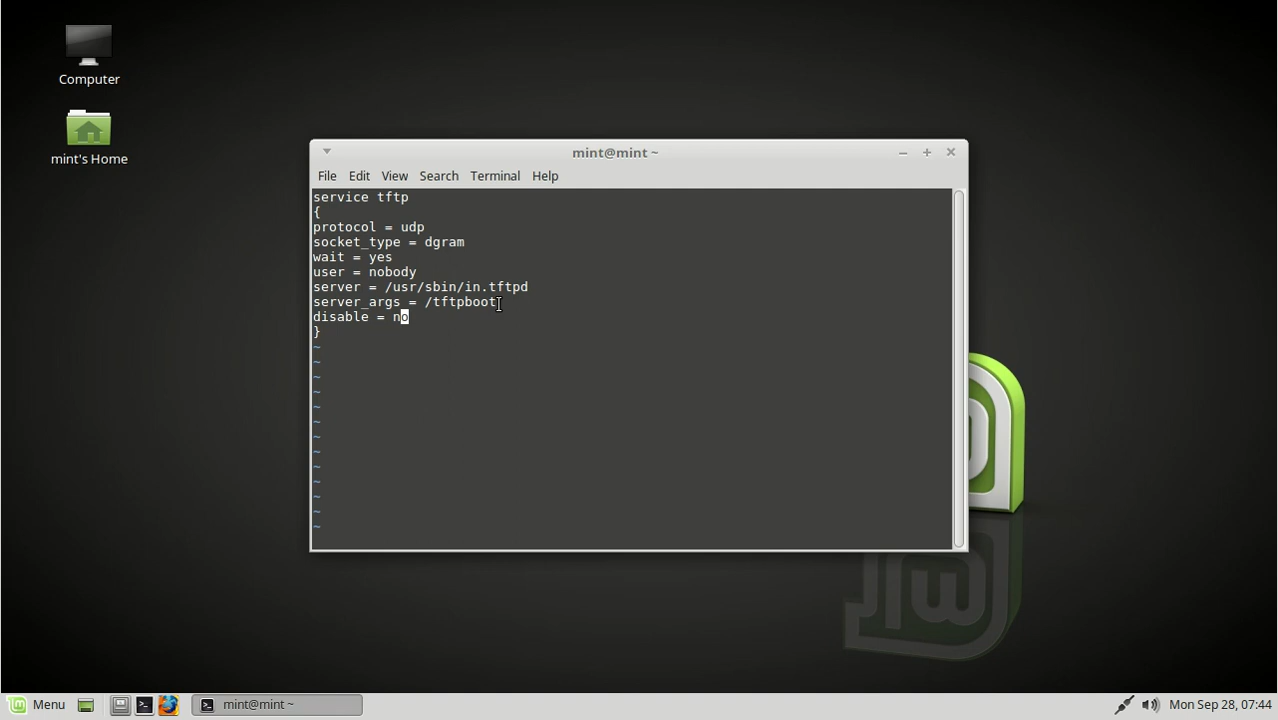 Computer
mint's Home
mint@mint ~
File Edit View Search Terminal Help
service tftp
{
protocol = udp
socket_type = dgram
wait = yes
user = nobody
server = /usr/sbin/in.tftpd
server_args = /tftpboot
disable = no
}
~
~
~
~
~
~
~
~
~
~
~
~
~
Menu mint@mint ~ Mon Sep 28, 07:44